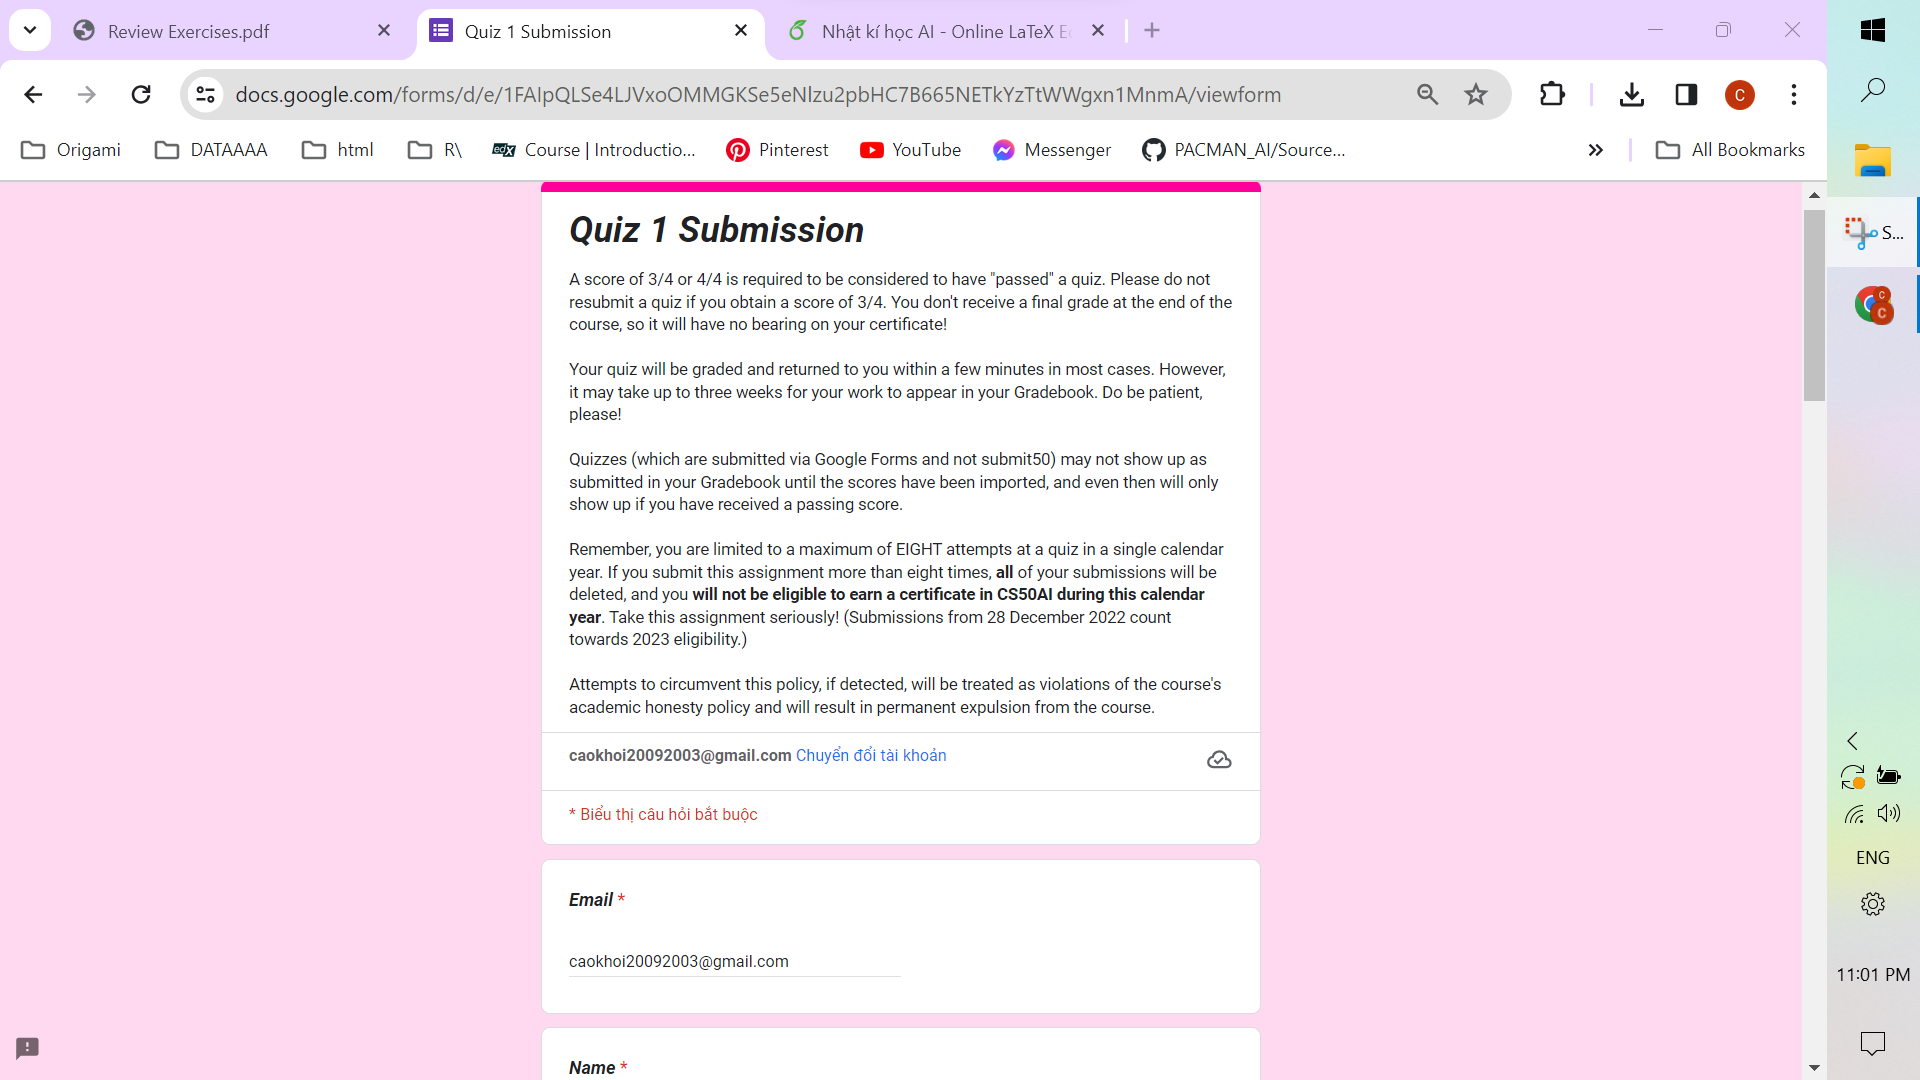 Review Exercises.pdf
Quiz 1 Submission
Nhật kí học AI - Online LaTeX Ed
docs.google.com/forms/d/e/1FAIpQLSe4LJVxoOMMGKSe5eNlzu2pbHC7B665NETkYzTtWWgxn1MnmA/viewform
C
Origami
DATAAAA
html
R\
edX
Course | Introductio...
Pinterest
YouTube
Messenger
PACMAN_AI/Source...
All Bookmarks
Quiz 1 Submission
A score of 3/4 or 4/4 is required to be considered to have "passed" a quiz. Please do not
resubmit a quiz if you obtain a score of 3/4. You don't receive a final grade at the end of the
course, so it will have no bearing on your certificate!
Your quiz will be graded and returned to you within a few minutes in most cases. However,
it may take up to three weeks for your work to appear in your Gradebook. Do be patient,
please!
Quizzes (which are submitted via Google Forms and not submit50) may not show up as
submitted in your Gradebook until the scores have been imported, and even then will only
show up if you have received a passing score.
Remember, you are limited to a maximum of EIGHT attempts at a quiz in a single calendar
year. If you submit this assignment more than eight times, all of your submissions will be
deleted, and you will not be eligible to earn a certificate in CS50AI during this calendar
year. Take this assignment seriously! (Submissions from 28 December 2022 count
towards 2023 eligibility.)
Attempts to circumvent this policy, if detected, will be treated as violations of the course's
academic honesty policy and will result in permanent expulsion from the course.
caokhoi20092003@gmail.com Chuyển đổi tài khoản
* Biểu thị câu hỏi bắt buộc
Email *
caokhoi20092003@gmail.com
Name *
S...
C
C
ENG
11:01 PM